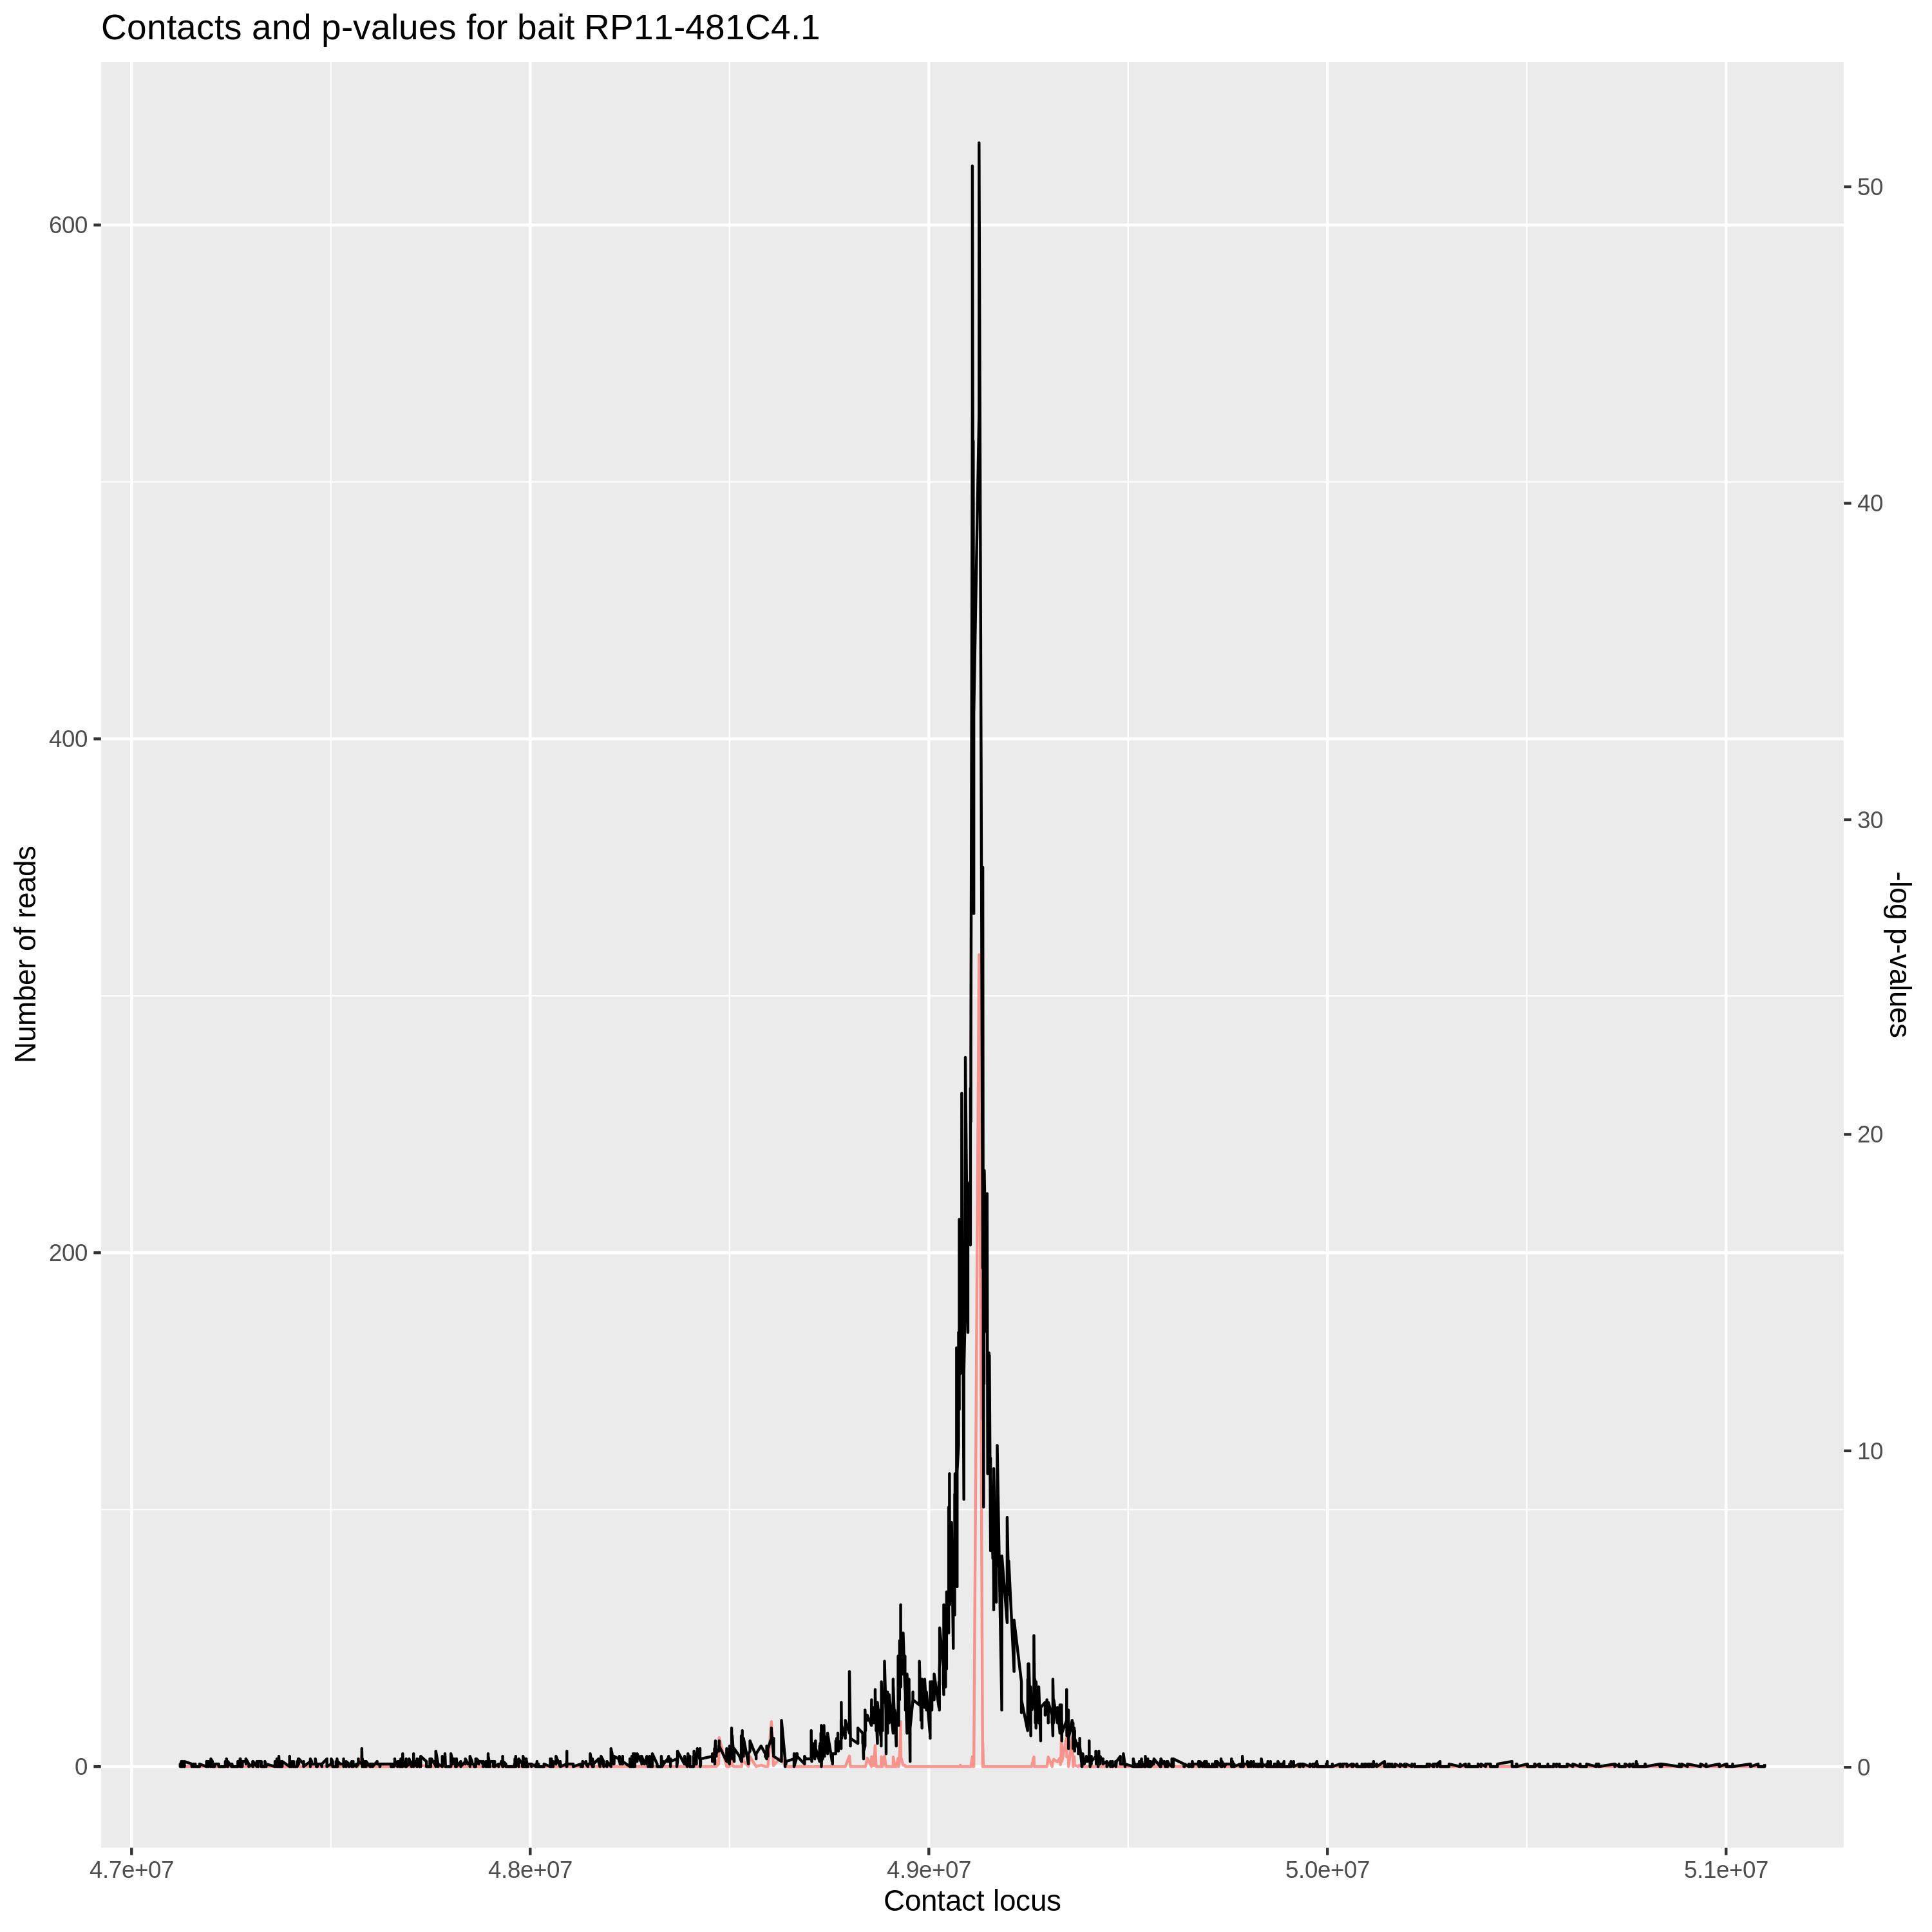 Contacts and p-values for bait RP11-481C4.1
600
400
200
0
50
40
30
20
10
0
Number of reads
-log p-values
4.7e+07 4.8e+07 4.9e+07 5.0e+07 5.1e+07
Contact locus